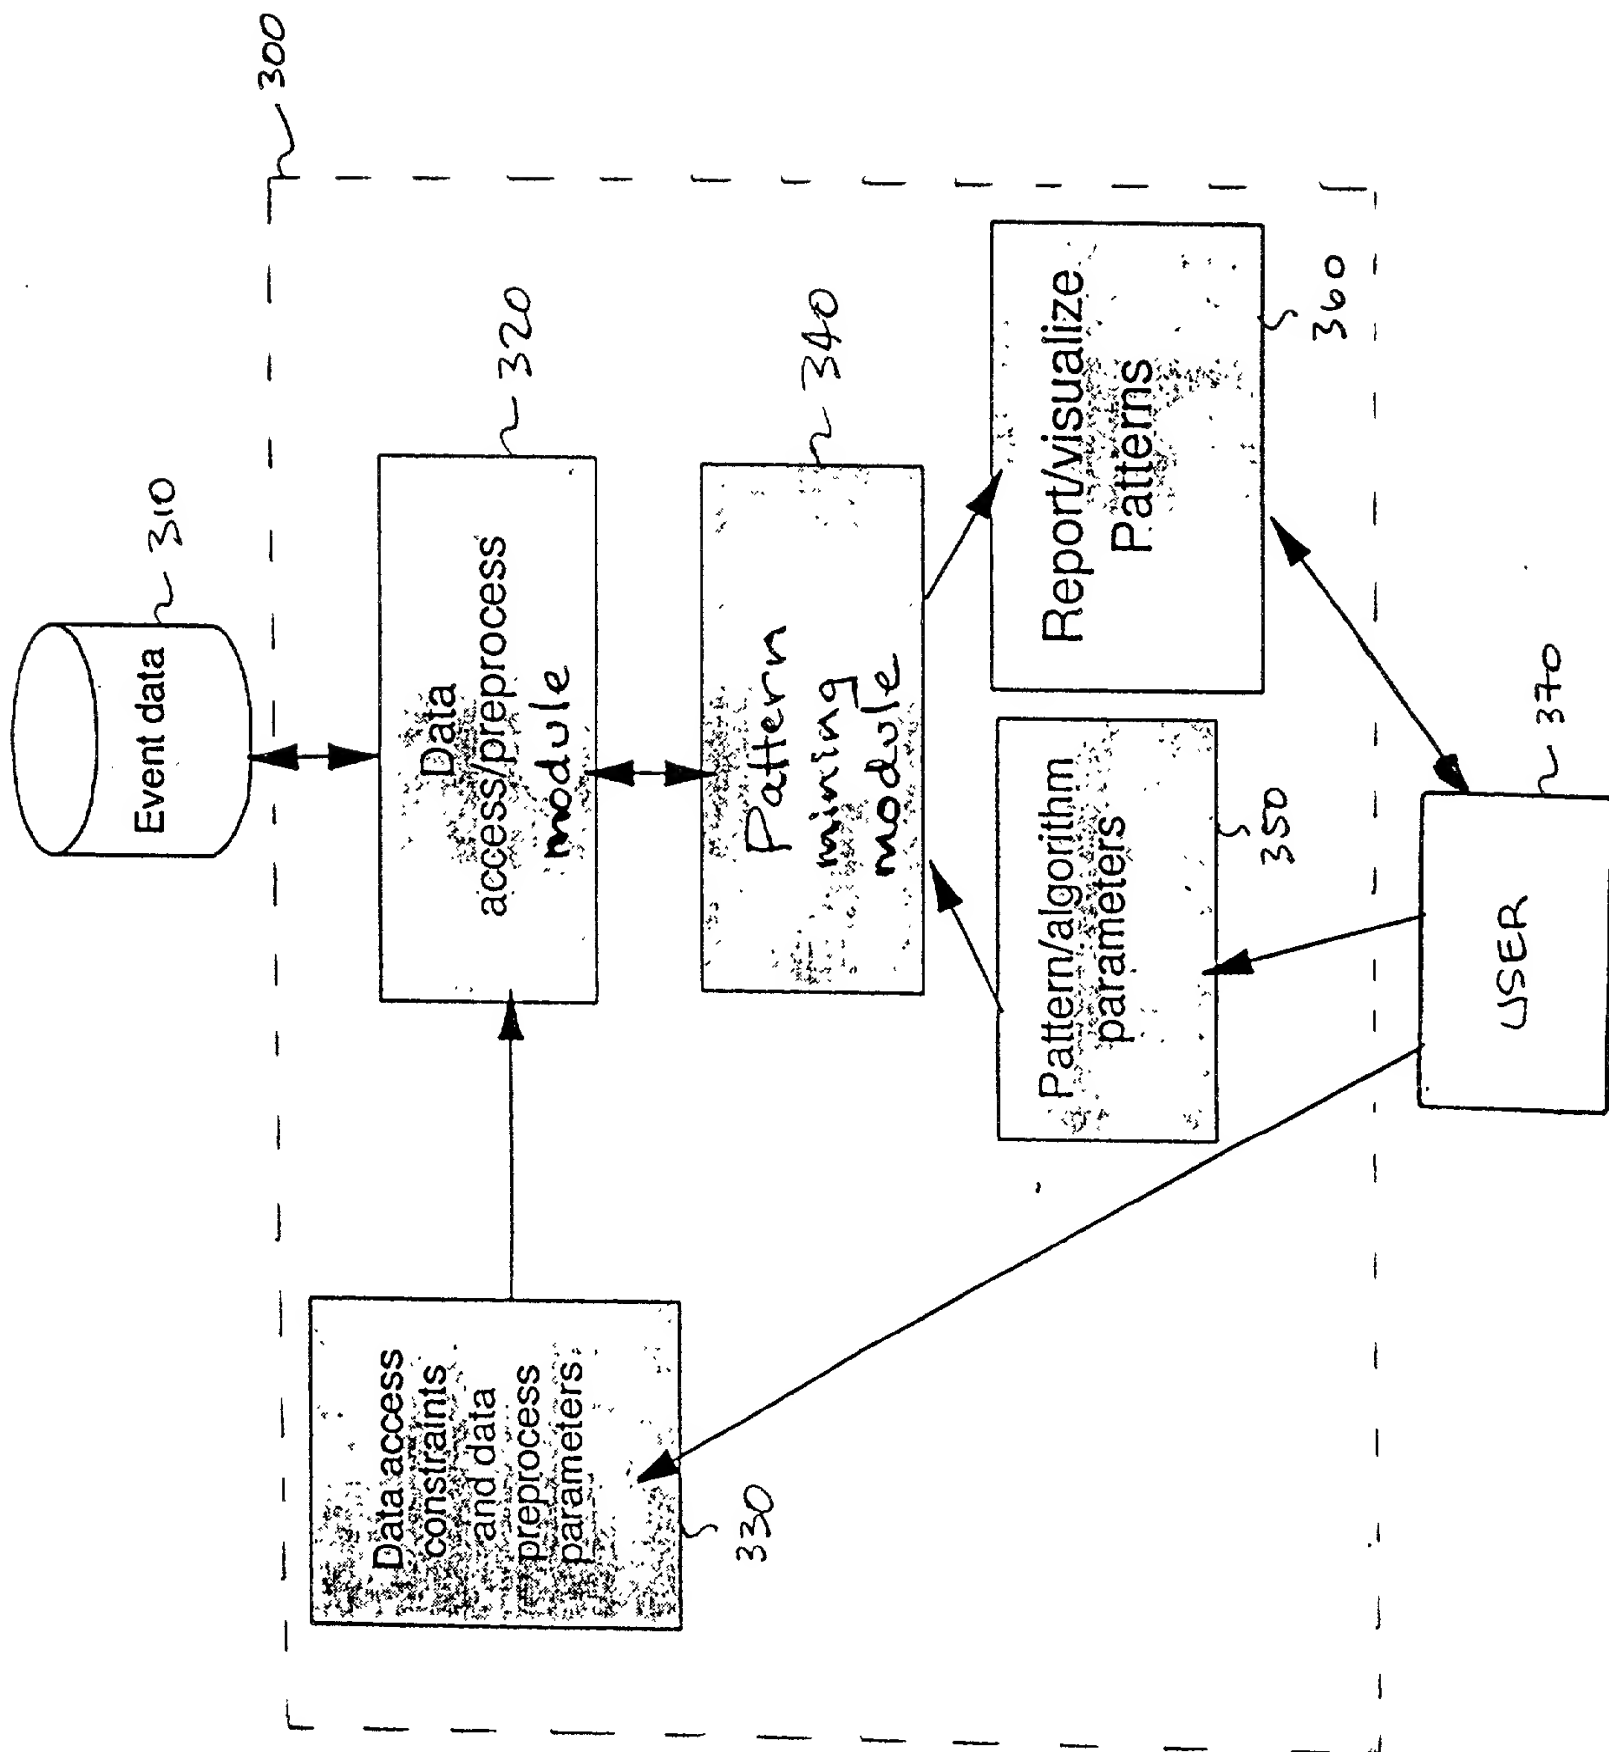 300
Event data
310
Data
access/preprocess
module
320
Data access
constraints
and data
preprocess
parameters
330
Pattern
mining
module
340
Pattern/algorithm
parameters
350
Report/visualize
Patterns
360
USER
370